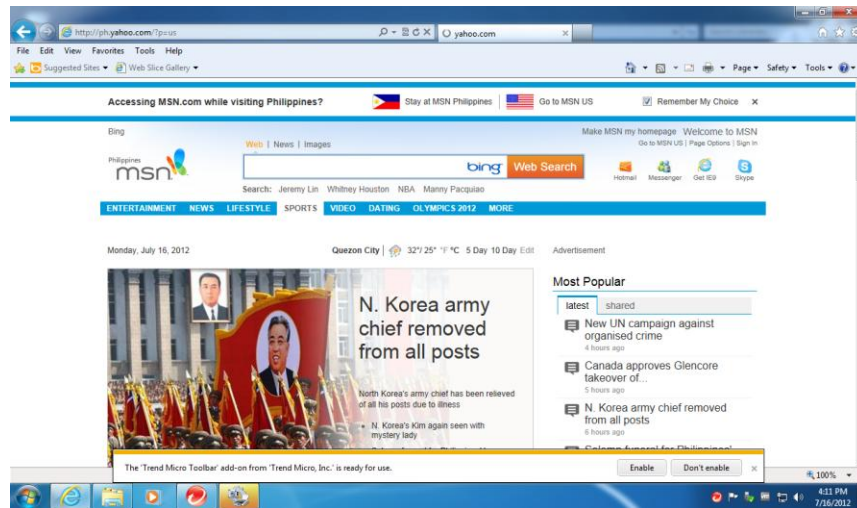 http://ph.yahoo.com/?p=us
yahoo.com
File Edit View Favorites Tools Help
Suggested Sites Web Slice Gallery
Page Safety Tools
Accessing MSN.com while visiting Philippines? Stay at MSN Philippines Go to MSN US Remember My Choice x
Bing
Make MSN my homepage Welcome to MSN
Web | News | Images
Go to MSN US | Page Options | Sign In
Philippines
msn
bing Web Search
Hotmail Messenger Get IE9 Skype
Search: Jeremy Lin Whitney Houston NBA Manny Pacquiao
ENTERTAINMENT NEWS LIFESTYLE SPORTS VIDEO DATING OLYMPICS 2012 MORE
Monday, July 16, 2012
Quezon City | 32°/ 25° °F °C 5 Day 10 Day Edit
Advertisement
N. Korea army
chief removed
from all posts
North Korea's army chief has been relieved
of all his posts due to illness
N. Korea's Kim again seen with
mystery lady
Most Popular
latest shared
New UN campaign against
organised crime
4 hours ago
Canada approves Glencore
takeover of...
5 hours ago
N. Korea army chief removed
from all posts
6 hours ago
The 'Trend Micro Toolbar' add-on from 'Trend Micro, Inc.' is ready for use.
Enable Don't enable x
100%
4:11 PM
7/16/2012